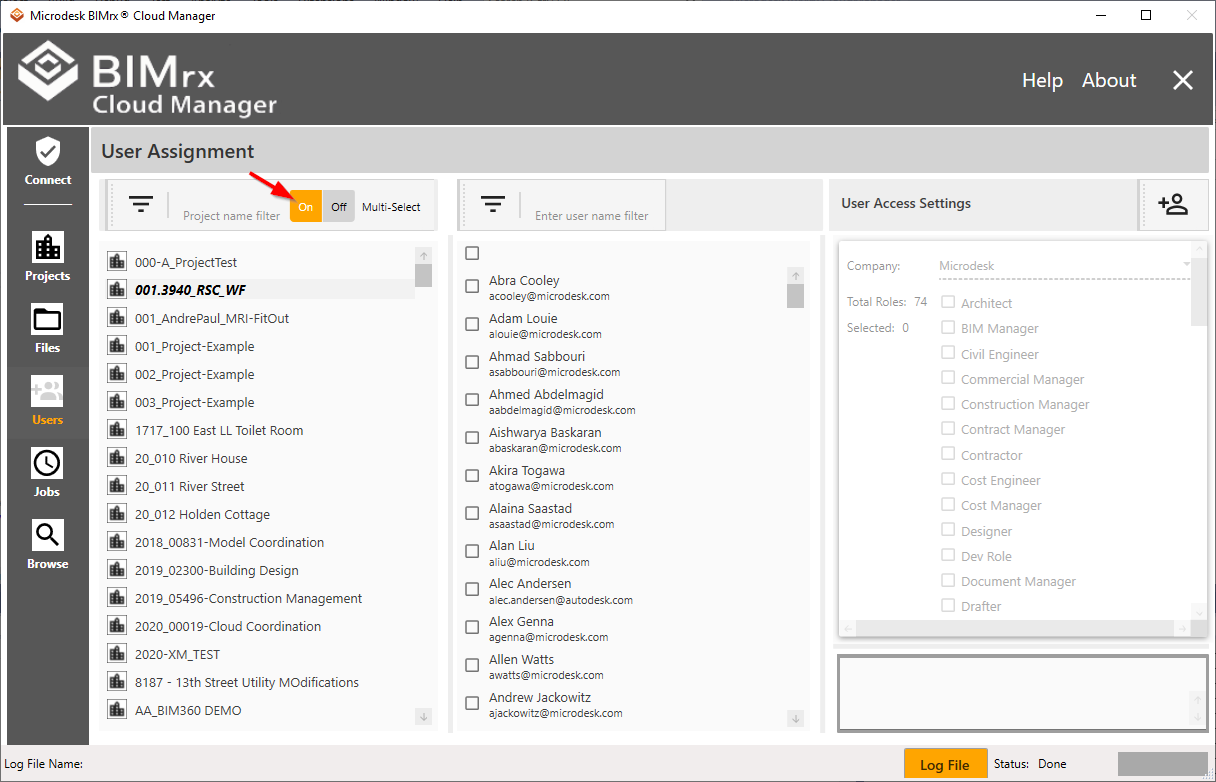 Microdesk BIMrx® Cloud Manager
BIMrx
Cloud Manager
Help About
Connect
Projects
Files
Users
Jobs
Browse
User Assignment
Project name filter On Off Multi-Select
000-A_ProjectTest
001.3940_RSC_WF
001_AndrePaul_MRI-FitOut
001_Project-Example
002_Project-Example
003_Project-Example
1717_100 East LL Toilet Room
20_010 River House
20_011 River Street
20_012 Holden Cottage
2018_00831-Model Coordination
2019_02300-Building Design
2019_05496-Construction Management
2020_00019-Cloud Coordination
2020-XM_TEST
8187 - 13th Street Utility MOdifications
AA_BIM360 DEMO
Enter user name filter
Abra Cooley
acooley@microdesk.com
Adam Louie
alouie@microdesk.com
Ahmad Sabbouri
asabbouri@microdesk.com
Ahmed Abdelmagid
aabdelmagid@microdesk.com
Aishwarya Baskaran
abaskaran@microdesk.com
Akira Togawa
atogawa@microdesk.com
Alaina Saastad
asaastad@microdesk.com
Alan Liu
aliu@microdesk.com
Alec Andersen
alec.andersen@autodesk.com
Alex Genna
agenna@microdesk.com
Allen Watts
awatts@microdesk.com
Andrew Jackowitz
ajackowitz@microdesk.com
User Access Settings
Company: Microdesk
Total Roles: 74
Selected: 0
Architect
BIM Manager
Civil Engineer
Commercial Manager
Construction Manager
Contract Manager
Contractor
Cost Engineer
Cost Manager
Designer
Dev Role
Document Manager
Drafter
Log File Name:
Log File
Status: Done